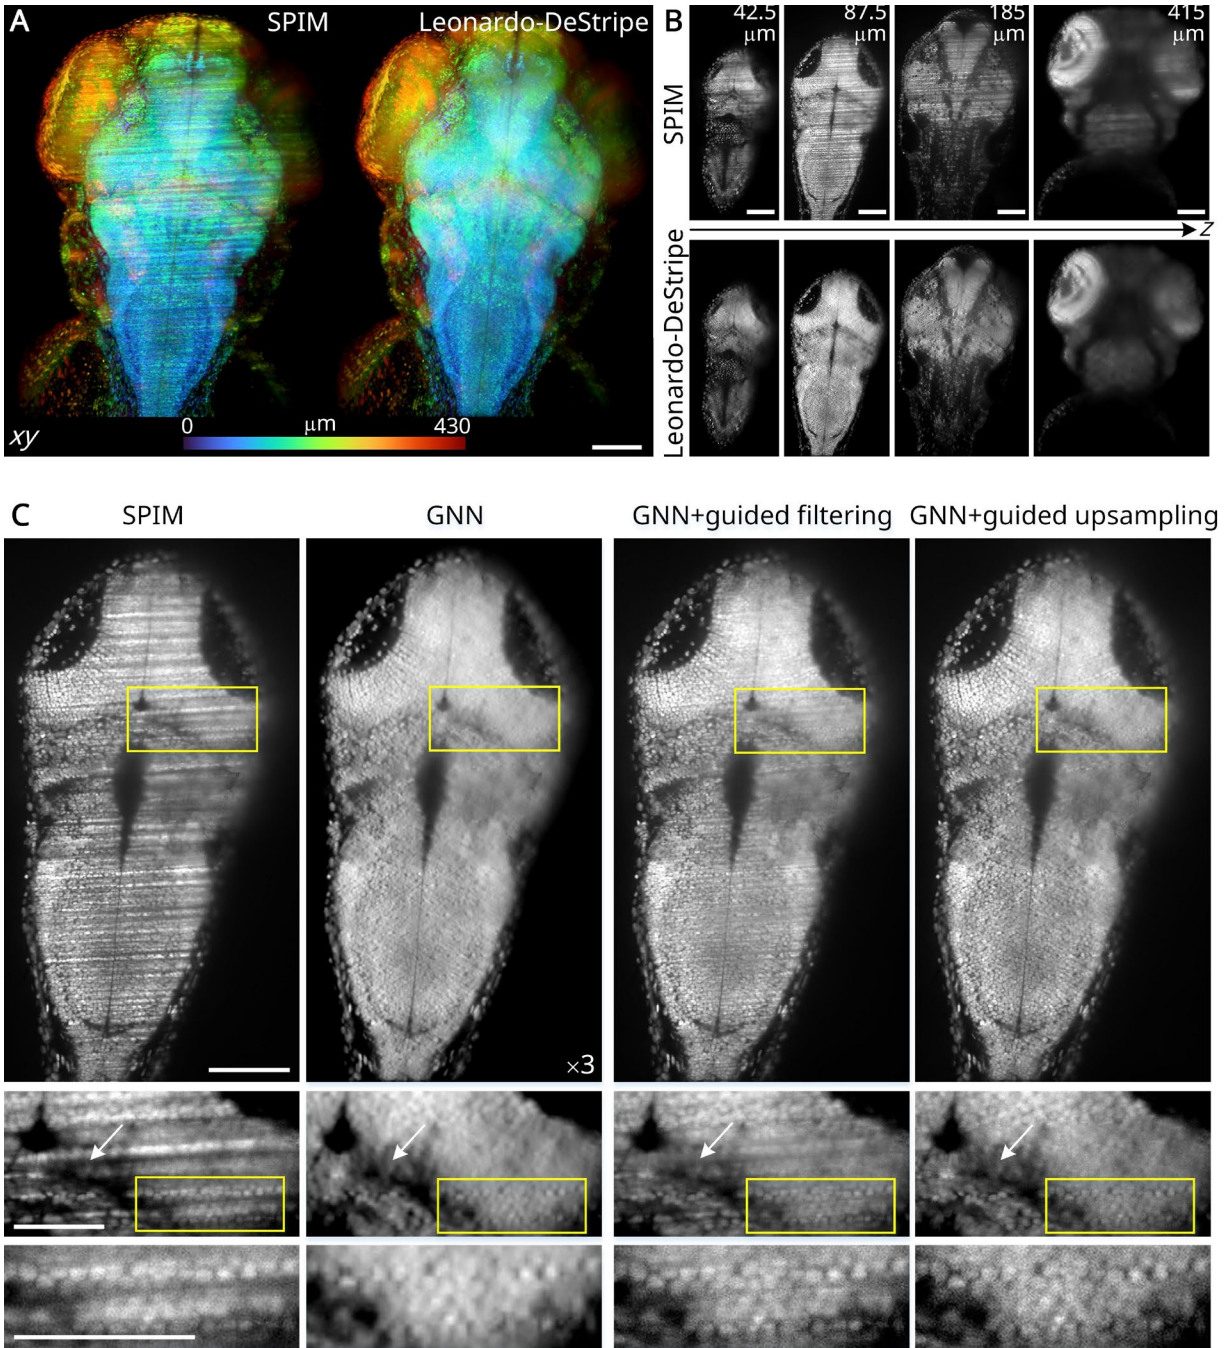 A
SPIM
Leonardo-DeStripe
xy
0
μm
430
B
42.5
μm
87.5
μm
185
μm
415
μm
SPIM
z
Leonardo-DeStripe
C
SPIM
GNN
GNN+guided filtering
GNN+guided upsampling
×3